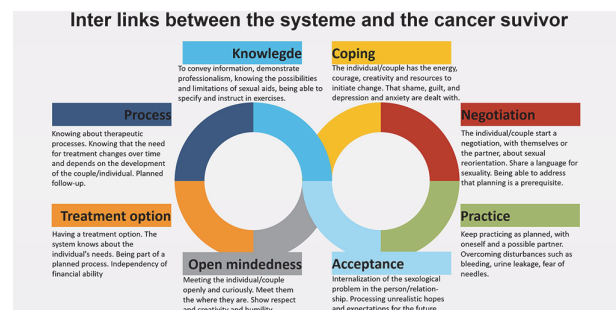 Inter links between the systeme and the cancer suvivor
Knowlegde
To convey information, demonstrate
professionalism, knowing the possibilities
and limitations of sexual aids, being able to
specify and instruct in exercises.
Coping
The individual/couple has the energy,
courage, creativity and resources to
initiate change. That shame, guilt, and
depression and anxiety are dealt with.
Process
Knowing about therapeutic
processes. Knowing that the need
for treatment changes over time
and depends on the development
of the couple/individual. Planned
follow-up.
Negotiation
The individual/couple start a
negotiation, with themselves or
the partner, about sexual
reorientation. Share a language for
sexuality. Being able to address
that planning is a prerequisite.
Treatment option
Having a treatment option. The
system knows about the
individual's needs. Being part of a
planned process. Independency of
financial ability
Practice
Keep practicing as planned, with
oneself and a possible partner.
Overcoming disturbances such as
bleeding, urine leakage, fear of
needles.
Open mindedness
Meeting the individual/couple
openly and curiously. Meet them
the where they are. Show respect
and creativity and humility
Acceptance
Internalization of the sexological
problem in the person/relation-
ship. Processing unrealistic hopes
and expectations for the future